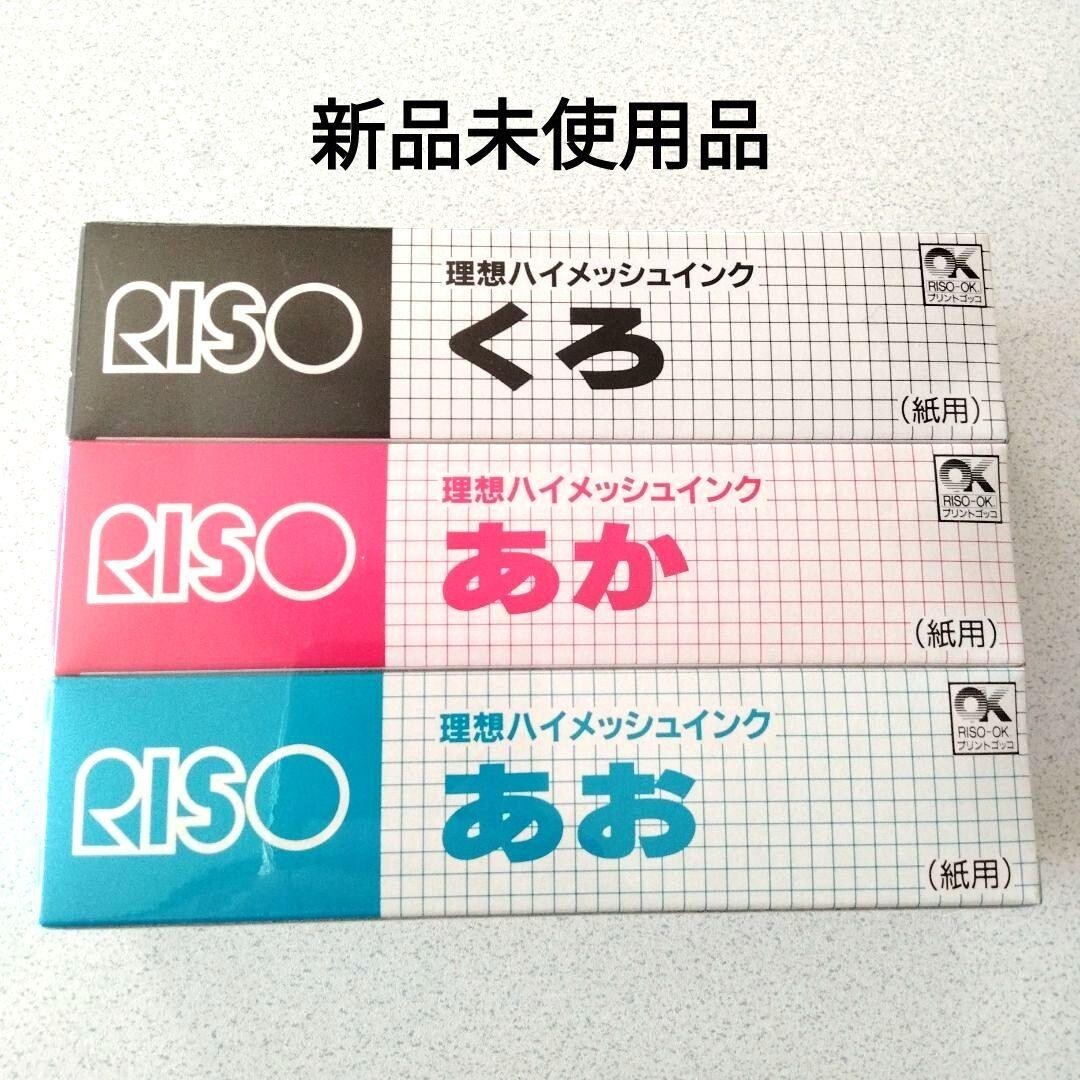 新品未使用品
RISO
理想ハイメッシュインク
くろ
(紙用)
OK
RISO-OK.
プリントゴッコ
RISO
理想ハイメッシュインク
あか
(紙用)
OK
RISO-OK.
プリントゴッコ
RISO
理想ハイメッシュインク
あお
(紙用)
OK
RISO-OK.
プリントゴッコ